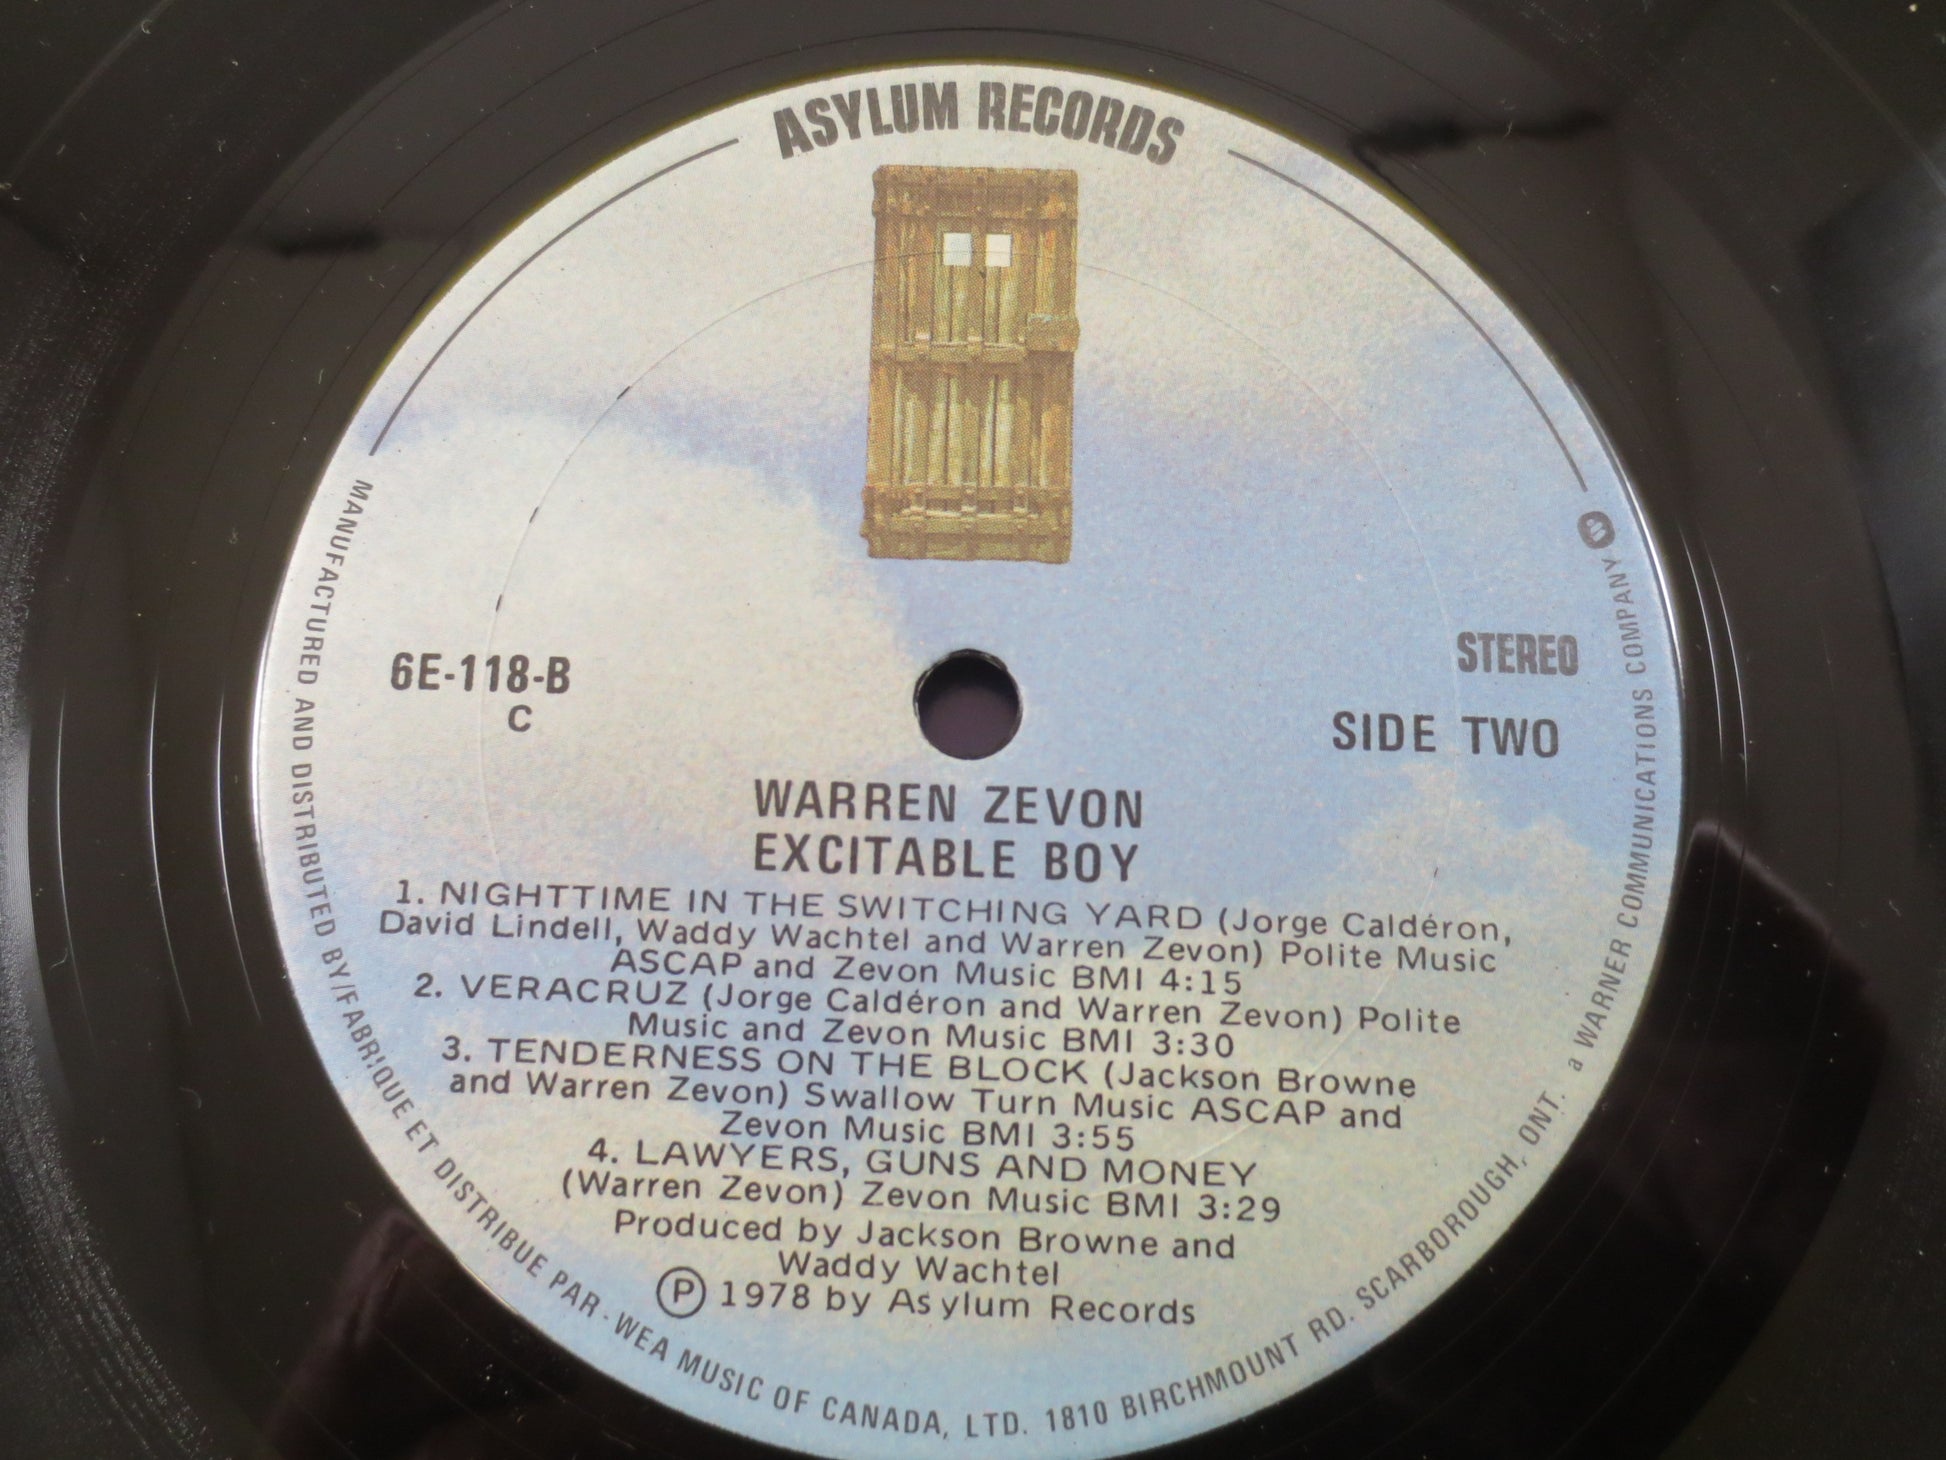 ASYLUM RECORDS
6E-118-B
C
STEREO
SIDE TWO
WARREN ZEVON
EXCITABLE BOY
1. NIGHTTIME IN THE SWITCHING YARD (Jorge Caldéron,
David Lindell, Waddy Wachtel and Warren Zevon) Polite Music
ASCAP and Zevon Music BMI 4:15
2. VERACRUZ (Jorge Caldéron and Warren Zevon) Polite
Music and Zevon Music BMI 3:30
3. TENDERNESS ON THE BLOCK (Jackson Browne
and Warren Zevon) Swallow Turn Music ASCAP and
Zevon Music BMI 3:55
4. LAWYERS, GUNS AND MONEY
(Warren Zevon) Zevon Music BMI 3:29
Produced by Jackson Browne and
Waddy Wachtel
Ⓟ 1978 by Asylum Records
MANUFACTURED AND DISTRIBUTED BY/FABRIQUE ET DISTRIBUE PAR - WEA MUSIC OF CANADA, LTD. 1810 BIRCHMOUNT RD. SCARBOROUGH, ONT. a WARNER COMMUNICATIONS COMPANY